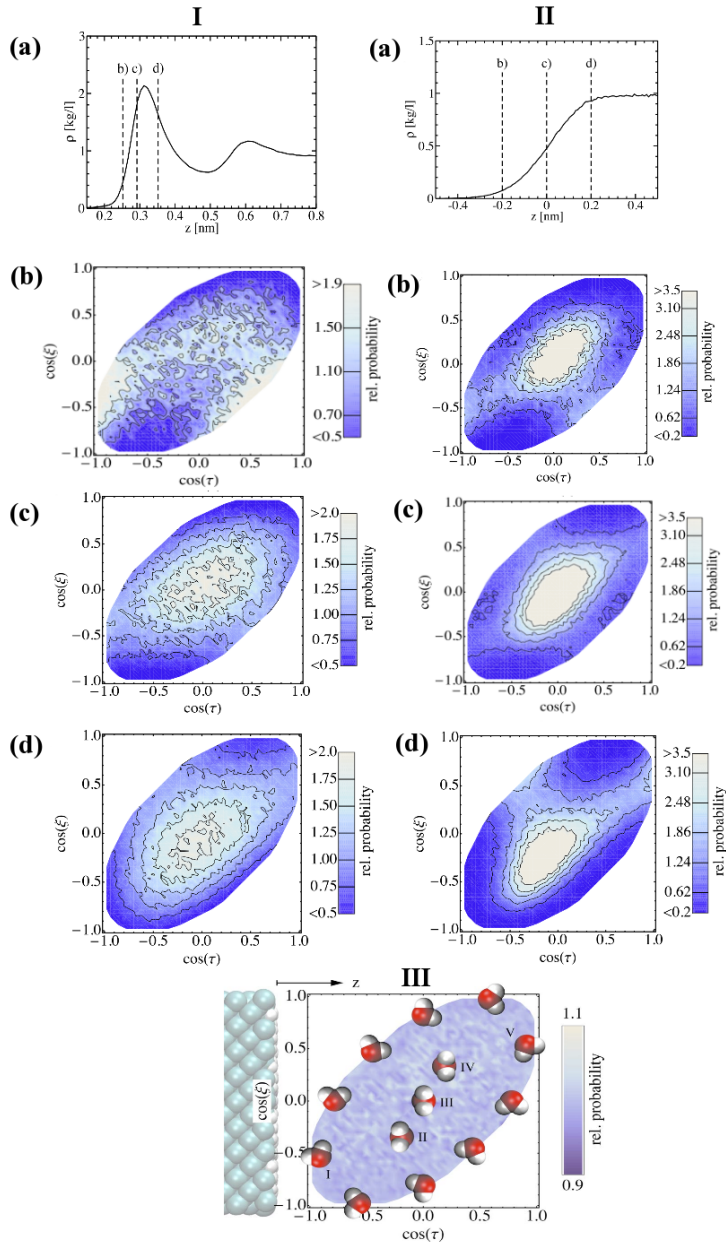 I II
(a) (a)
b) c) d) b) c) d)
3 1.5
2 1
1 0.5
0 0
ρ [kg/l] ρ [kg/l]
0.2 0.3 0.4 0.5 0.6 0.7 0.8 -0.4 -0.2 0 0.2 0.4
z [nm] z [nm]
(b) (b)
1.0 0.5 0.0 −0.5 −1.0
cos(ξ)
−1.0 −0.5 0.0 0.5 1.0
cos(τ)
>1.9 1.50 1.10 0.70 <0.5
rel. probability
1.0 0.5 0.0 −0.5 −1.0
cos(ξ)
−1.0 −0.5 0.0 0.5 1.0
cos(τ)
>3.5 3.10 2.48 1.86 1.24 0.62 <0.2
rel. probability
(c) (c)
1.0 0.5 0.0 −0.5 −1.0
cos(ξ)
−1.0 −0.5 0.0 0.5 1.0
cos(τ)
>2.0 1.75 1.50 1.25 1.00 0.75 <0.5
rel. probability
1.0 0.5 0.0 −0.5 −1.0
cos(ξ)
−1.0 −0.5 0.0 0.5 1.0
cos(τ)
>3.5 3.10 2.48 1.86 1.24 0.62 <0.2
rel. probability
(d) (d)
1.0 0.5 0.0 −0.5 −1.0
cos(ξ)
−1.0 −0.5 0.0 0.5 1.0
cos(τ)
>2.0 1.75 1.50 1.25 1.00 0.75 <0.5
rel. probability
1.0 0.5 0.0 −0.5 −1.0
cos(ξ)
−1.0 −0.5 0.0 0.5 1.0
cos(τ)
>3.5 3.10 2.48 1.86 1.24 0.62 <0.2
rel. probability
z III
1.0 0.5 0.0 −0.5 −1.0
cos(ξ)
V
IV
III
II
I
−1.0 0.5 0.0 0.5 1.0
cos(τ)
1.1
rel. probability
0.9